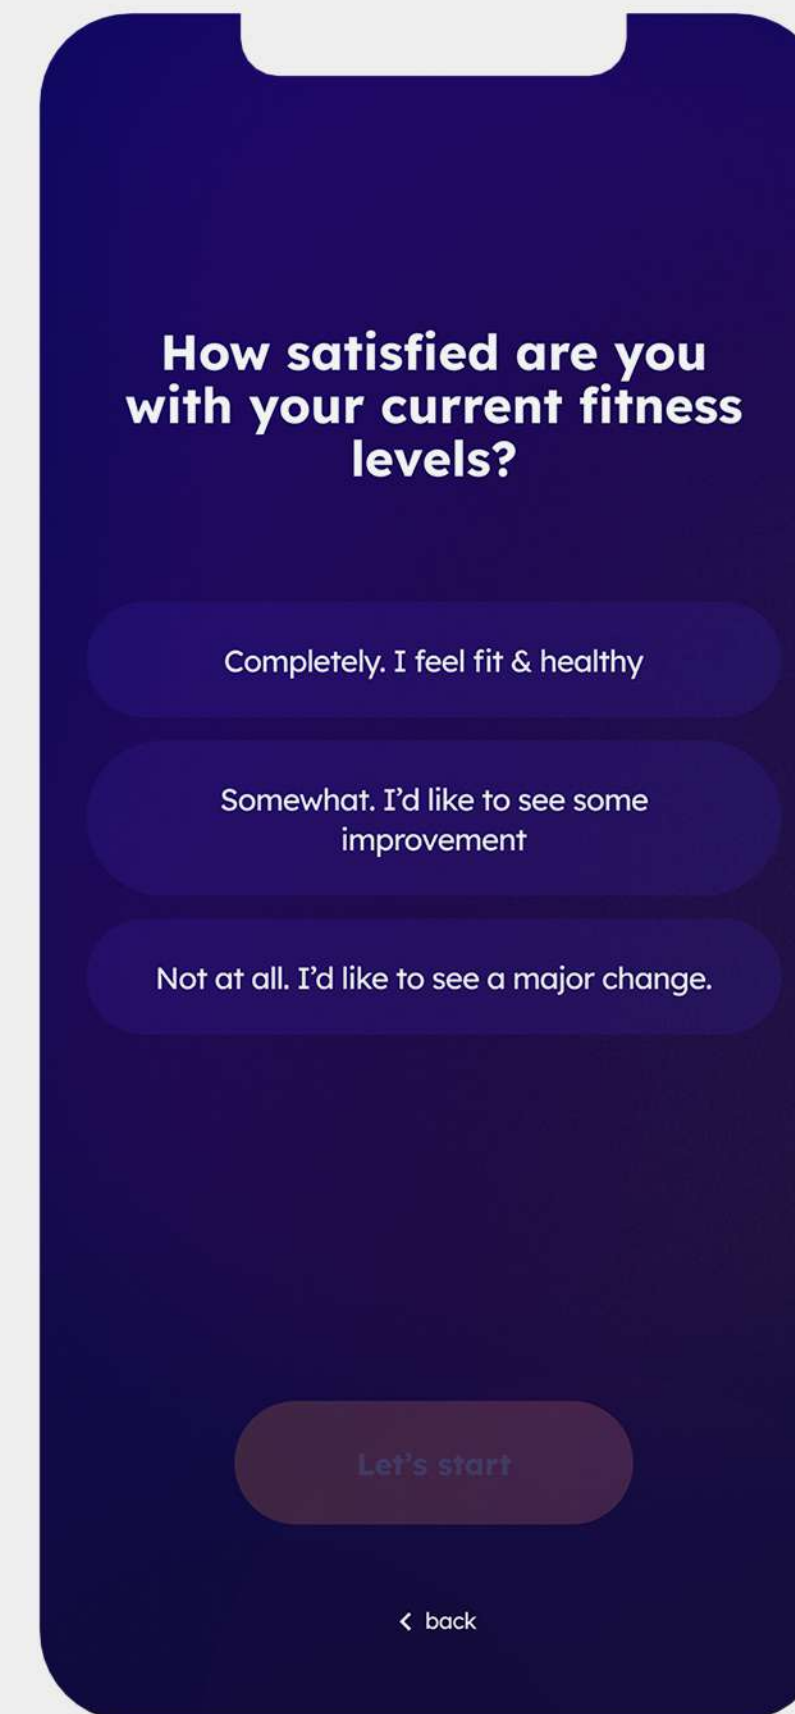 How satisfied are you
with your current fitness
levels?
Completely. I feel fit & healthy
Somewhat. I’d like to see some
improvement
Not at all. I’d like to see a major change.
Let’s start
< back